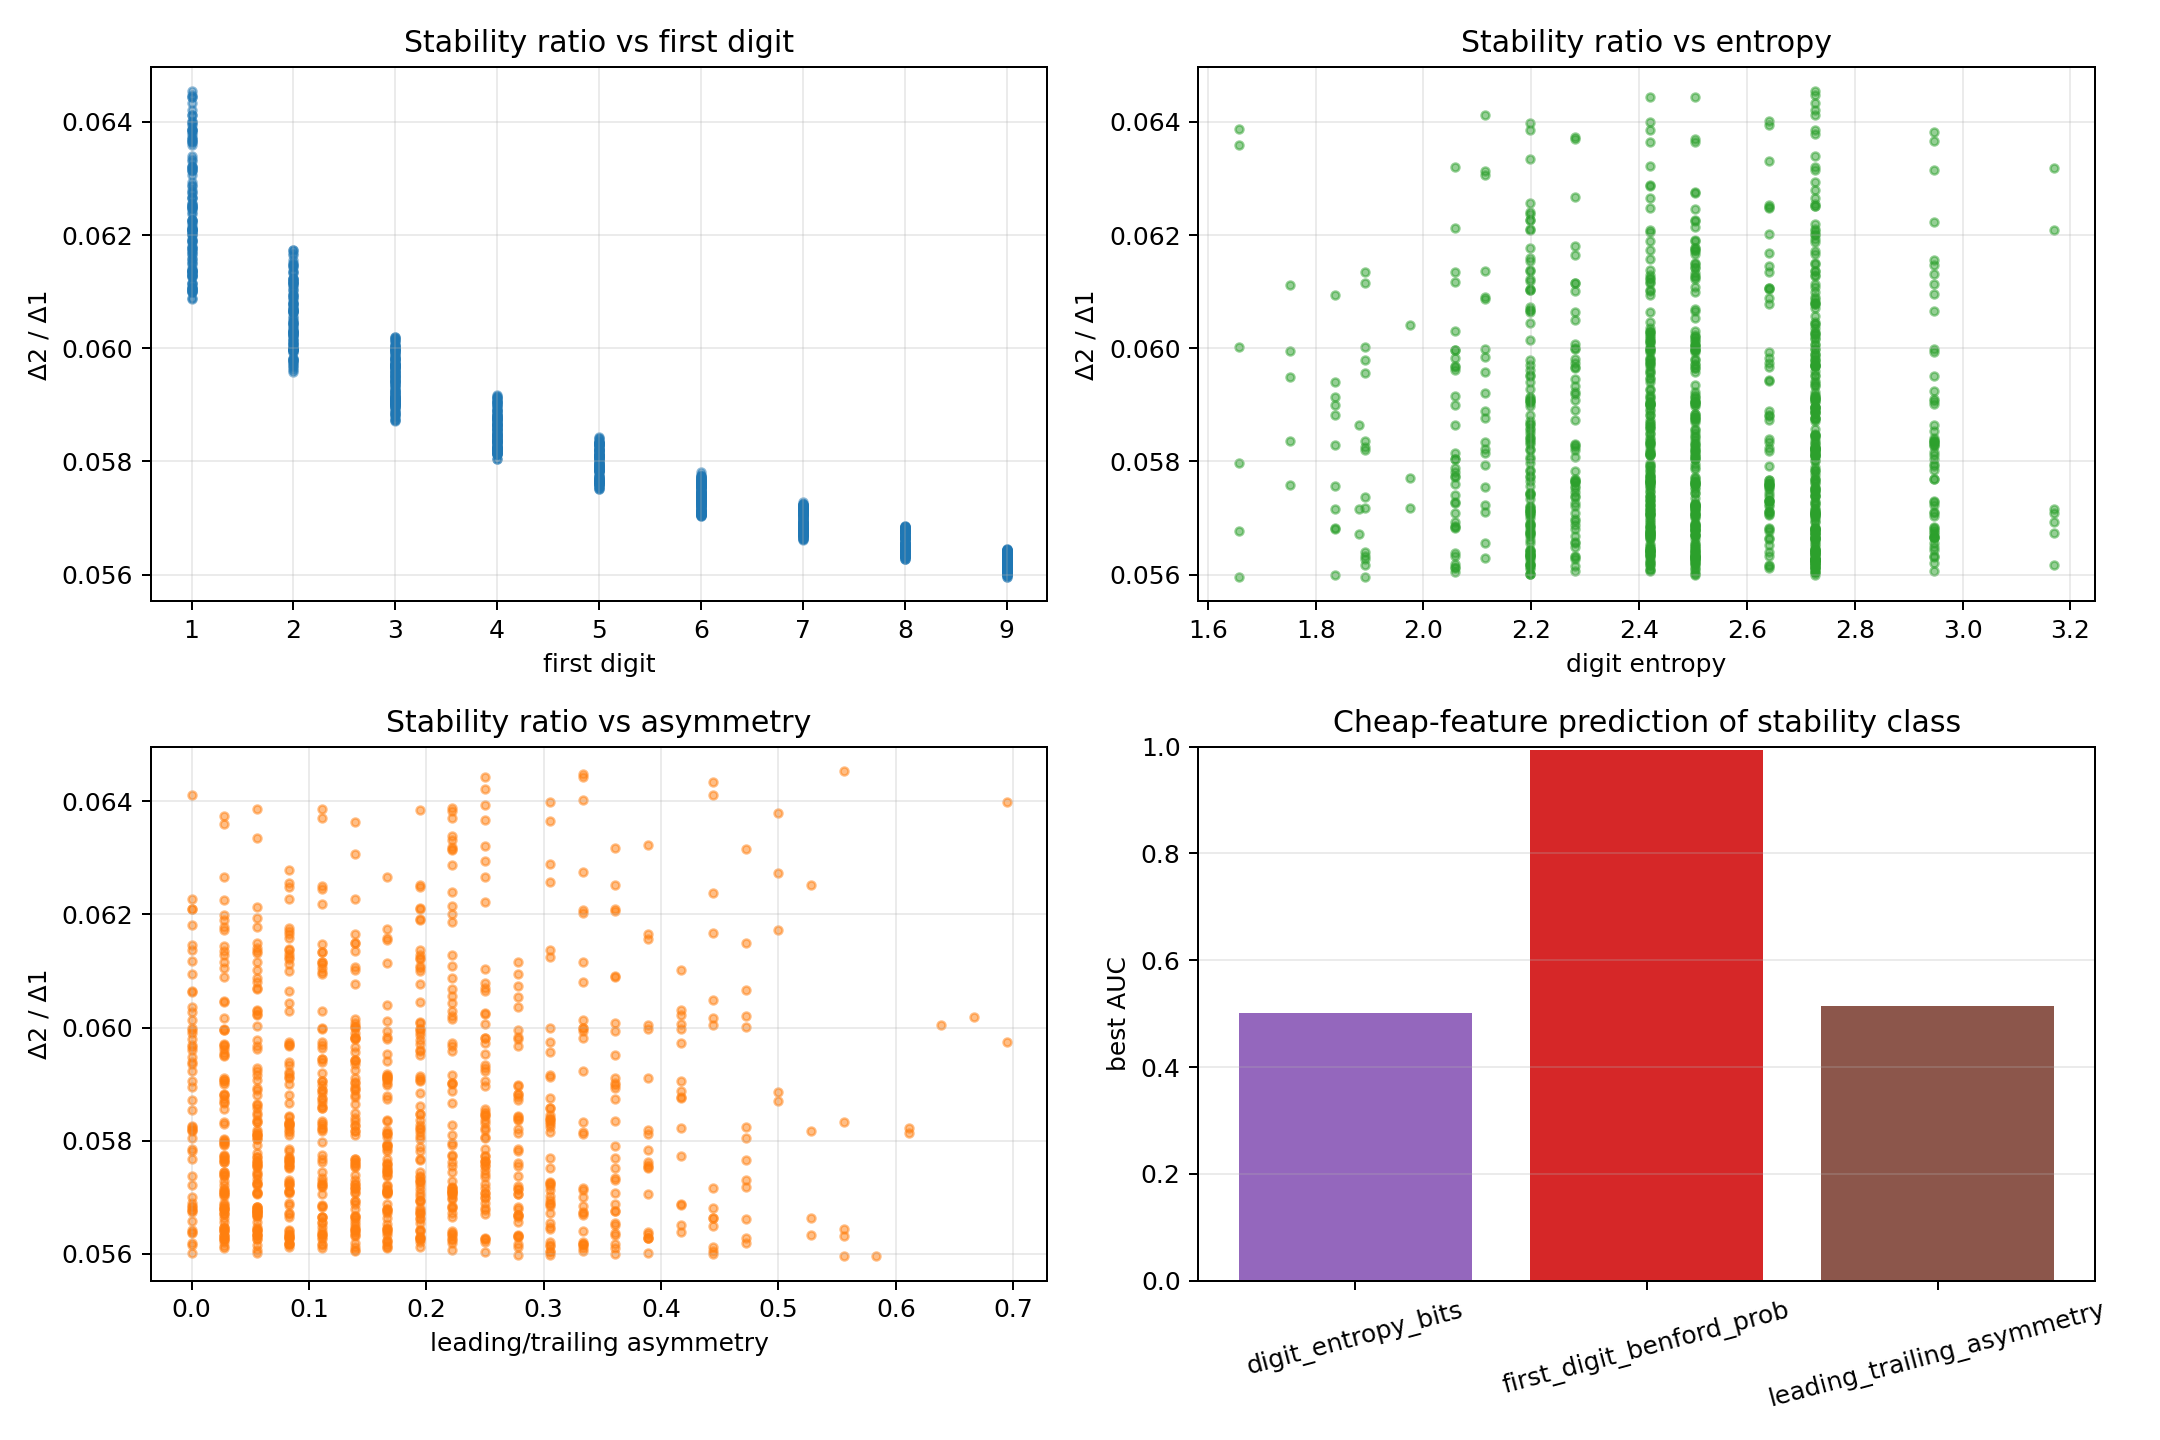 Stability ratio vs first digit
Δ2 / Δ1
0.064
0.062
0.060
0.058
0.056
1 2 3 4 5 6 7 8 9
first digit
Stability ratio vs entropy
Δ2 / Δ1
0.064
0.062
0.060
0.058
0.056
1.6 1.8 2.0 2.2 2.4 2.6 2.8 3.0 3.2
digit entropy
Stability ratio vs asymmetry
Δ2 / Δ1
0.064
0.062
0.060
0.058
0.056
0.0 0.1 0.2 0.3 0.4 0.5 0.6 0.7
leading/trailing asymmetry
Cheap-feature prediction of stability class
best AUC
1.0
0.8
0.6
0.4
0.2
0.0
digit_entropy_bits
first_digit_benford_prob
leading_trailing_asymmetry